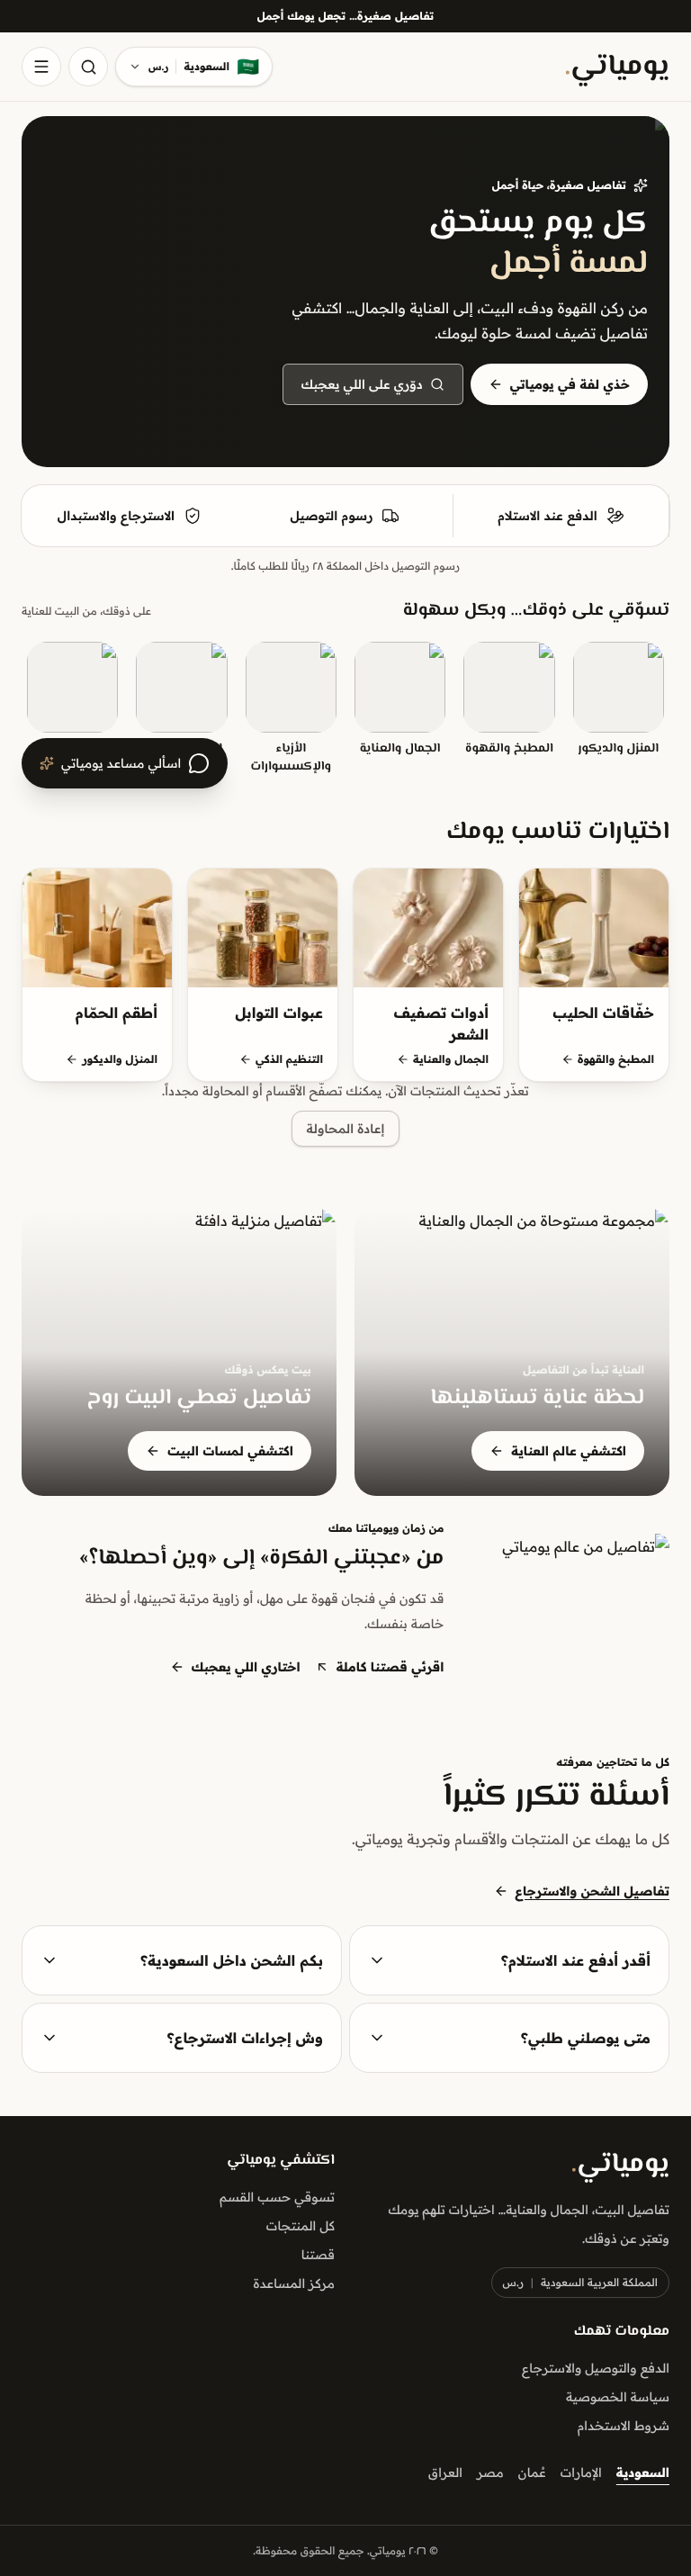 تفاصيل صغيرة... تجعل يومك أجمل
يومياتي.
السعودية
ر.س
تفاصيل صغيرة، حياة أجمل
كل يوم يستحق
لمسة أجمل
من ركن القهوة ودفء البيت، إلى العناية والجمال... اكتشفي
تفاصيل تضيف لمسة حلوة ليومك.
خذي لفة في يومياتي
دوّري على اللي يعجبك
الدفع عند الاستلام
رسوم التوصيل
الاسترجاع والاستبدال
رسوم التوصيل داخل المملكة ٢٨ ريالًا للطلب كاملًا.
تسوّقي على ذوقك... وبكل سهولة
على ذوقك، من البيت للعناية
المنزل والديكور
المطبخ والقهوة
الجمال والعناية
الأزياء
والإكسسوارات
اسألي مساعد يومياتي
اختيارات تناسب يومك
خفّاقات الحليب
المطبخ والقهوة
أدوات تصفيف
الشعر
الجمال والعناية
عبوات التوابل
التنظيم الذكي
أطقم الحمّام
المنزل والديكور
تعذّر تحديث المنتجات الآن. يمكنك تصفّح الأقسام أو المحاولة مجدداً.
إعادة المحاولة
مجموعة مستوحاة من الجمال والعناية
العناية تبدأ من التفاصيل
لحظة عناية تستاهلينها
اكتشفي عالم العناية
تفاصيل منزلية دافئة
بيت يعكس ذوقك
تفاصيل تعطي البيت روح
اكتشفي لمسات البيت
تفاصيل من عالم يومياتي
من زمان ويومياتنا معك
من «عجبتني الفكرة» إلى «وين أحصلها؟»
قد تكون في فنجان قهوة على مهل، أو زاوية مرتبة تحبينها، أو لحظة
خاصة بنفسك.
اقرئي قصتنا كاملة
اختاري اللي يعجبك
كل ما تحتاجين معرفته
أسئلة تتكرر كثيراً
كل ما يهمك عن المنتجات والأقسام وتجربة يومياتي.
تفاصيل الشحن والاسترجاع
أقدر أدفع عند الاستلام؟
بكم الشحن داخل السعودية؟
متى يوصلني طلبي؟
وش إجراءات الاسترجاع؟
يومياتي.
تفاصيل البيت، الجمال والعناية... اختيارات تلهم يومك
وتعبّر عن ذوقك.
المملكة العربية السعودية | ر.س
اكتشفي يومياتي
تسوقي حسب القسم
كل المنتجات
قصتنا
مركز المساعدة
معلومات تهمك
الدفع والتوصيل والاسترجاع
سياسة الخصوصية
شروط الاستخدام
السعودية
الإمارات
عُمان
مصر
العراق
© ٢٠٢٦ يومياتي. جميع الحقوق محفوظة.